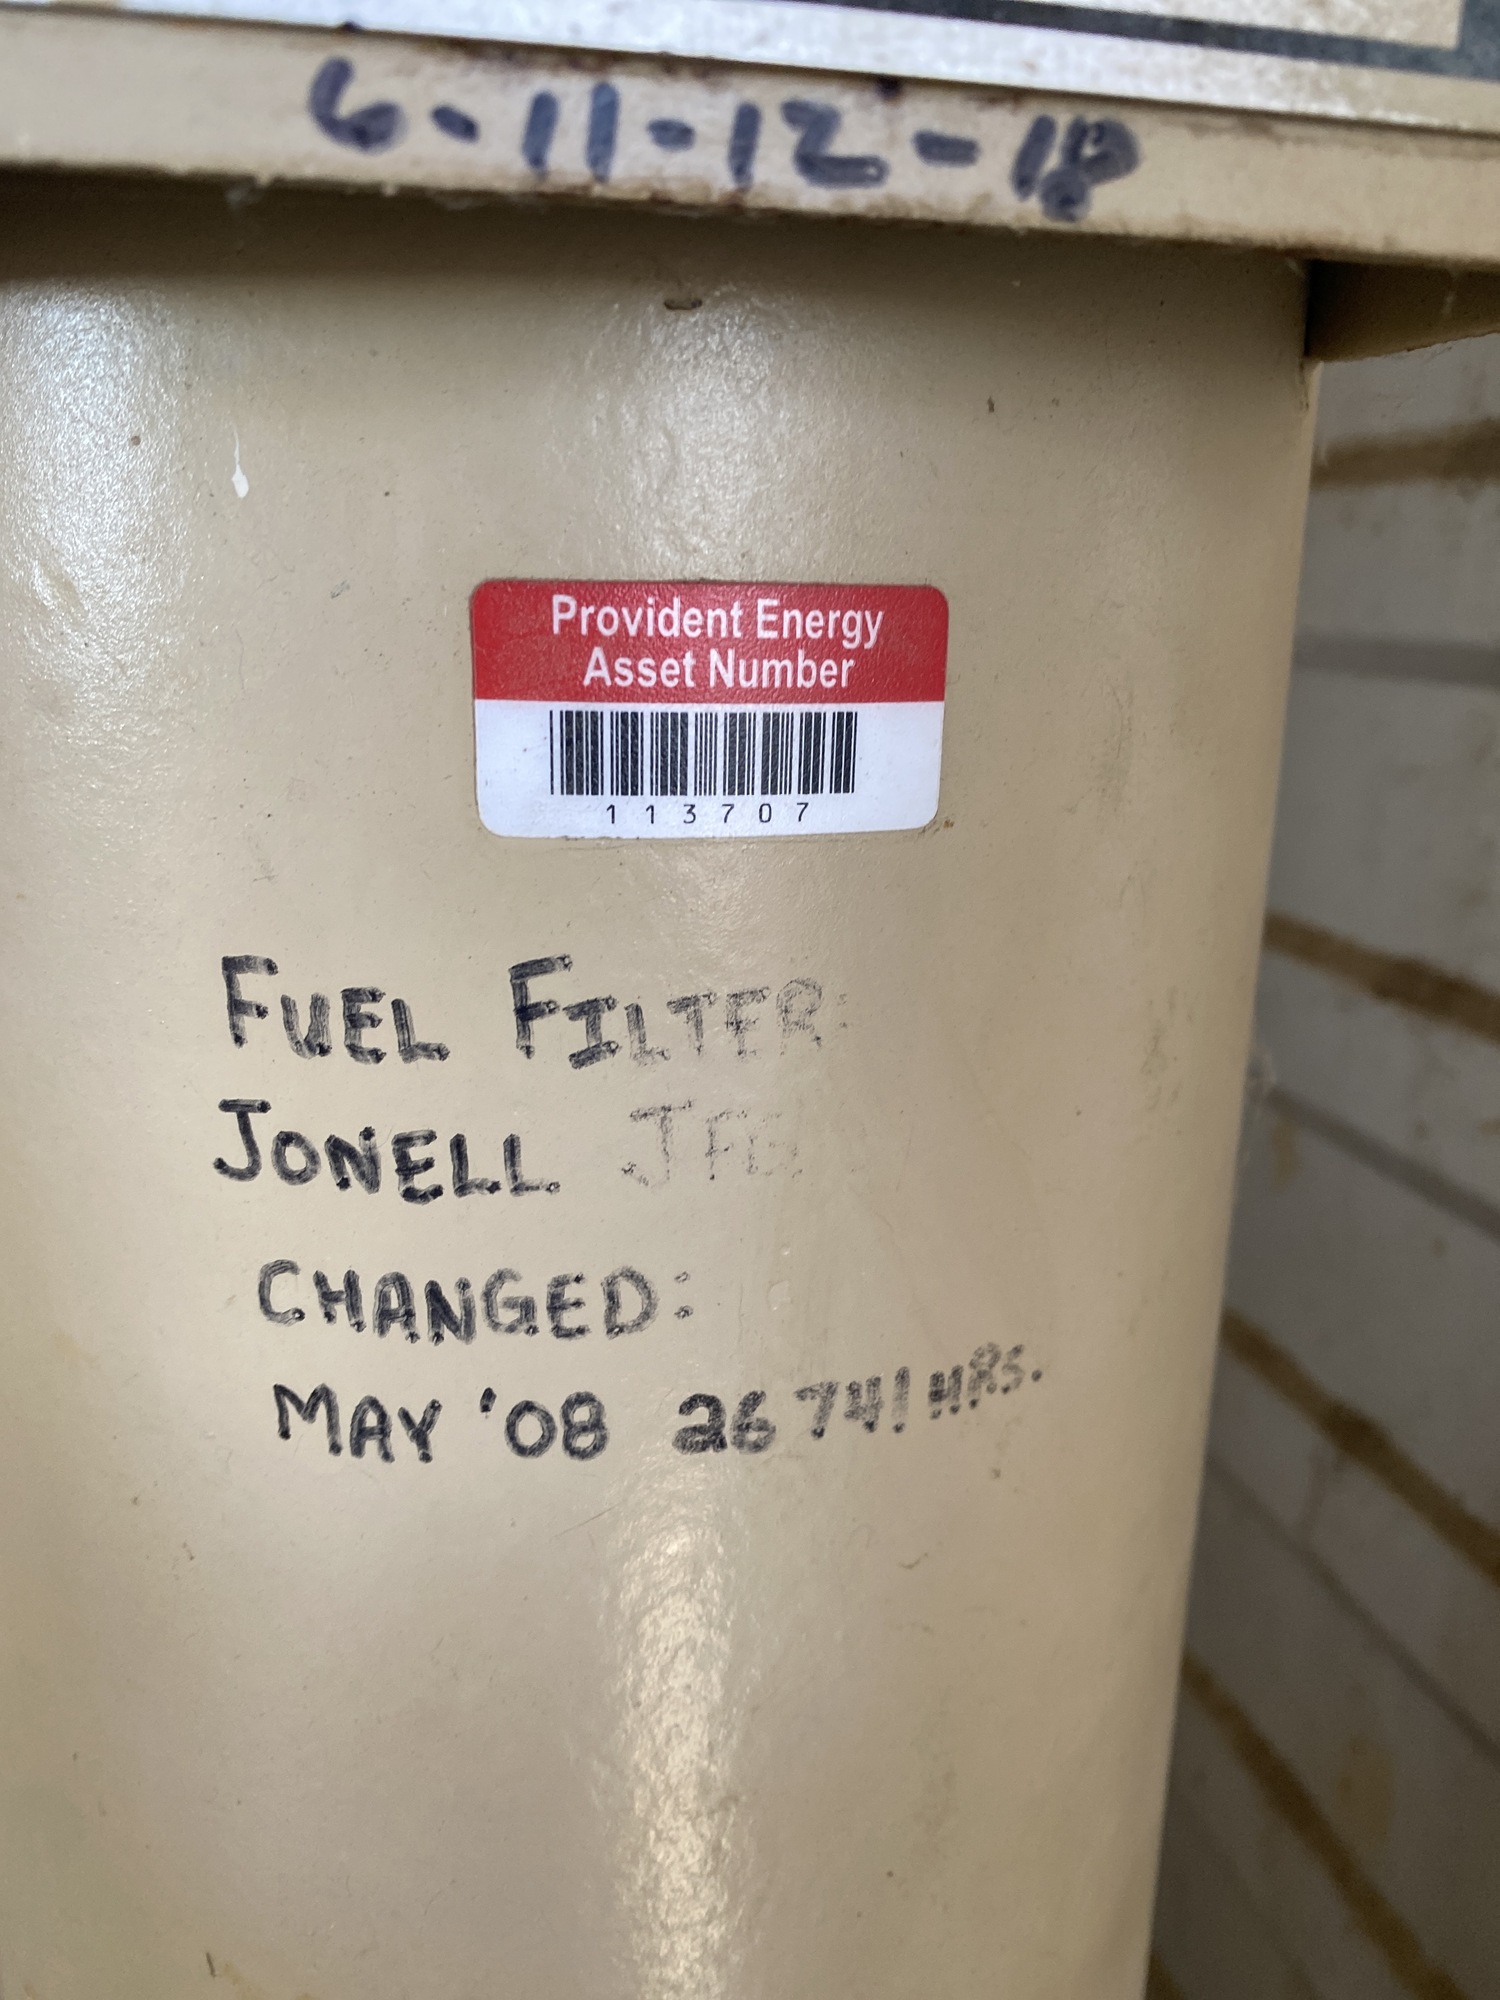 6-11-12-18
Provident Energy
Asset Number
113707
FUEL FILTER:
JONELL
CHANGED:
MAY '08 26741 HRS.